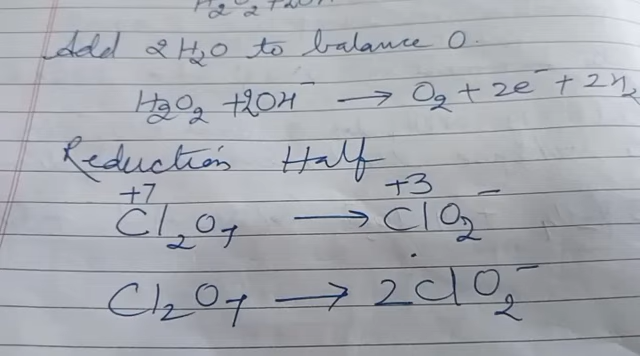 Add 2H₂O to balance O.
H₂O₂ + 2OH⁻ → O₂ + 2e⁻ + 2H₂
Reduction Half
+7 +3
Cl₂O₇ → ClO₂⁻
Cl₂O₇ → 2ClO₂⁻